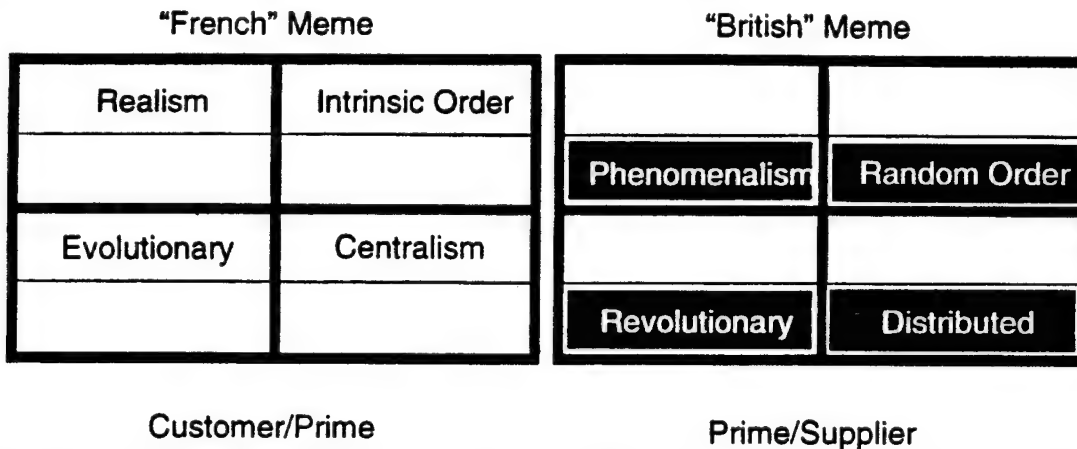 “French” Meme
“British” Meme
Realism
Intrinsic Order
Evolutionary
Centralism
Phenomenalism
Random Order
Revolutionary
Distributed
Customer/Prime
Prime/Supplier